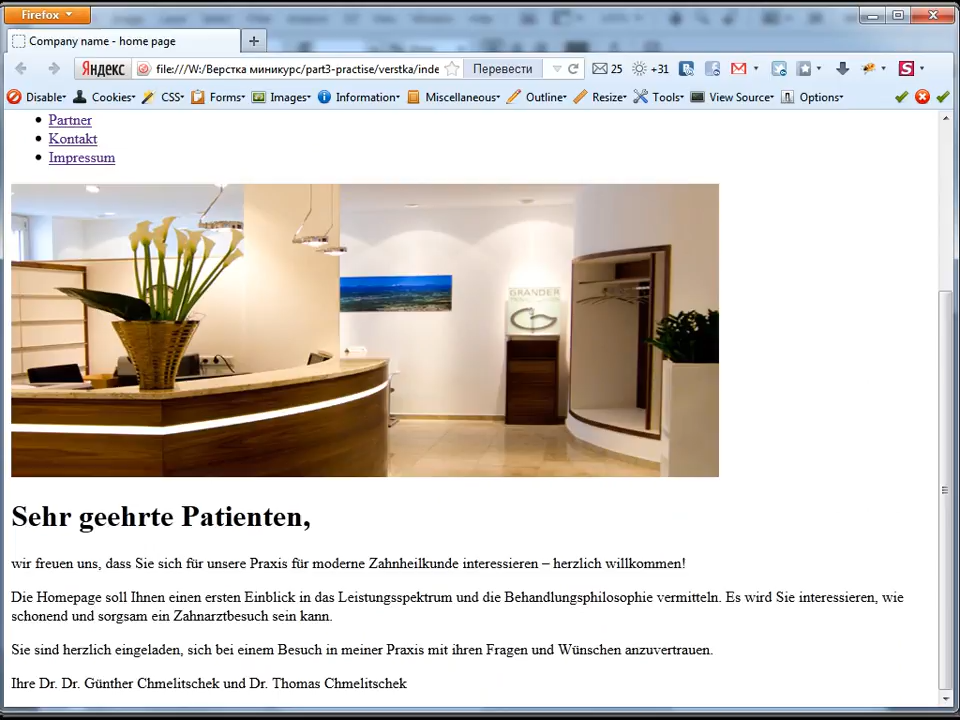 Firefox
Company name - home page
Яндекс file:///W:/Верстка миникурс/part3-practise/verstka/inde Перевести 25 +31
Disable Cookies CSS Forms Images Information Miscellaneous Outline Resize Tools View Source Options
Partner
Kontakt
Impressum
GRANDER
Sehr geehrte Patienten,
wir freuen uns, dass Sie sich für unsere Praxis für moderne Zahnheilkunde interessieren – herzlich willkommen!
Die Homepage soll Ihnen einen ersten Einblick in das Leistungsspektrum und die Behandlungsphilosophie vermitteln. Es wird Sie interessieren, wie
schonend und sorgsam ein Zahnarztbesuch sein kann.
Sie sind herzlich eingeladen, sich bei einem Besuch in meiner Praxis mit ihren Fragen und Wünschen anzuvertrauen.
Ihre Dr. Dr. Günther Chmelitschek und Dr. Thomas Chmelitschek